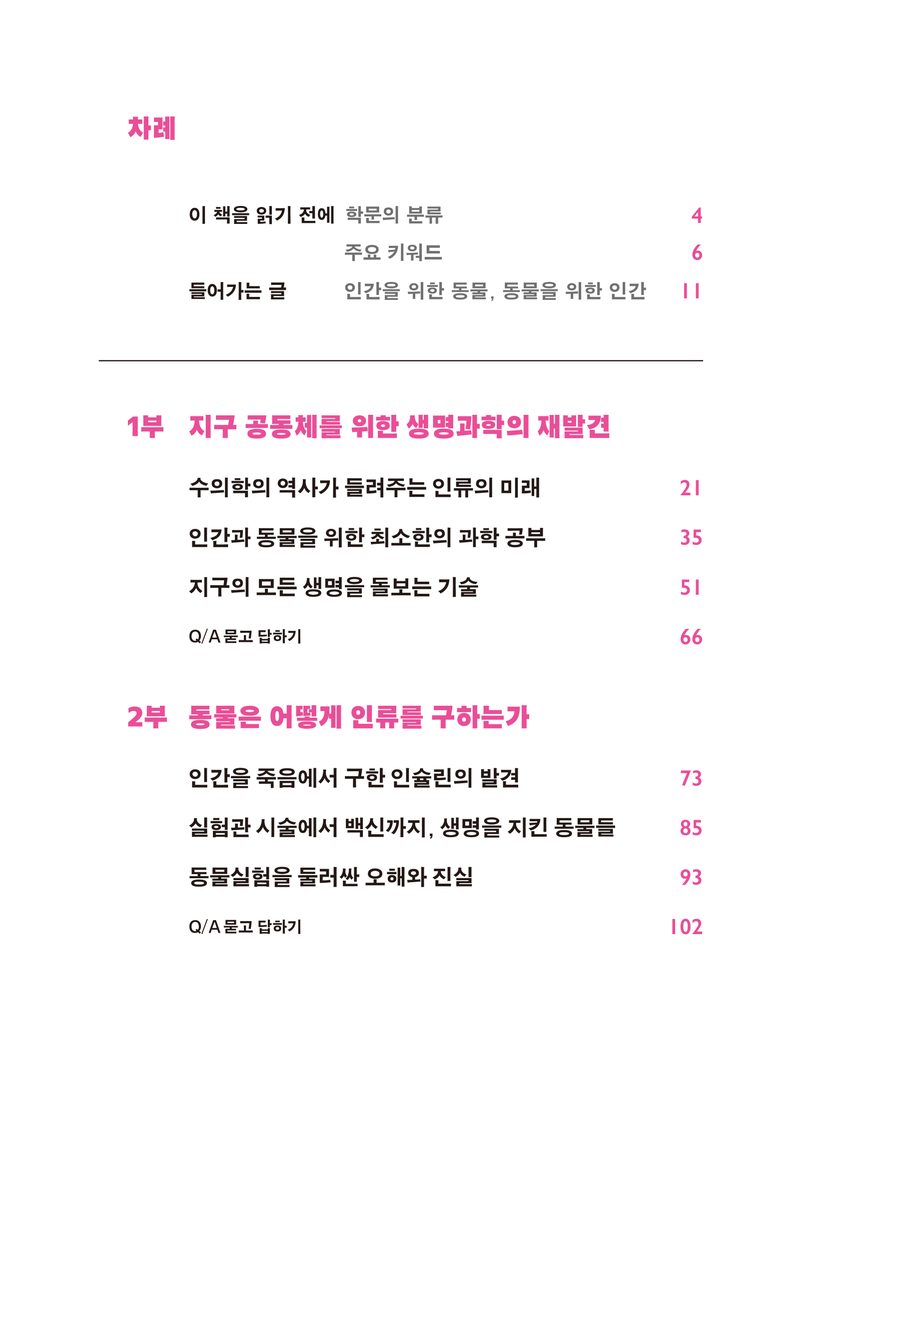 차례
이 책을 읽기 전에 학문의 분류 4
주요 키워드 6
들어가는 글 인간을 위한 동물, 동물을 위한 인간 11
1부 지구 공동체를 위한 생명과학의 재발견
수의학의 역사가 들려주는 인류의 미래 21
인간과 동물을 위한 최소한의 과학 공부 35
지구의 모든 생명을 돌보는 기술 51
Q/A 묻고 답하기 66
2부 동물은 어떻게 인류를 구하는가
인간을 죽음에서 구한 인슐린의 발견 73
실험관 시술에서 백신까지, 생명을 지킨 동물들 85
동물실험을 둘러싼 오해와 진실 93
Q/A 묻고 답하기 102